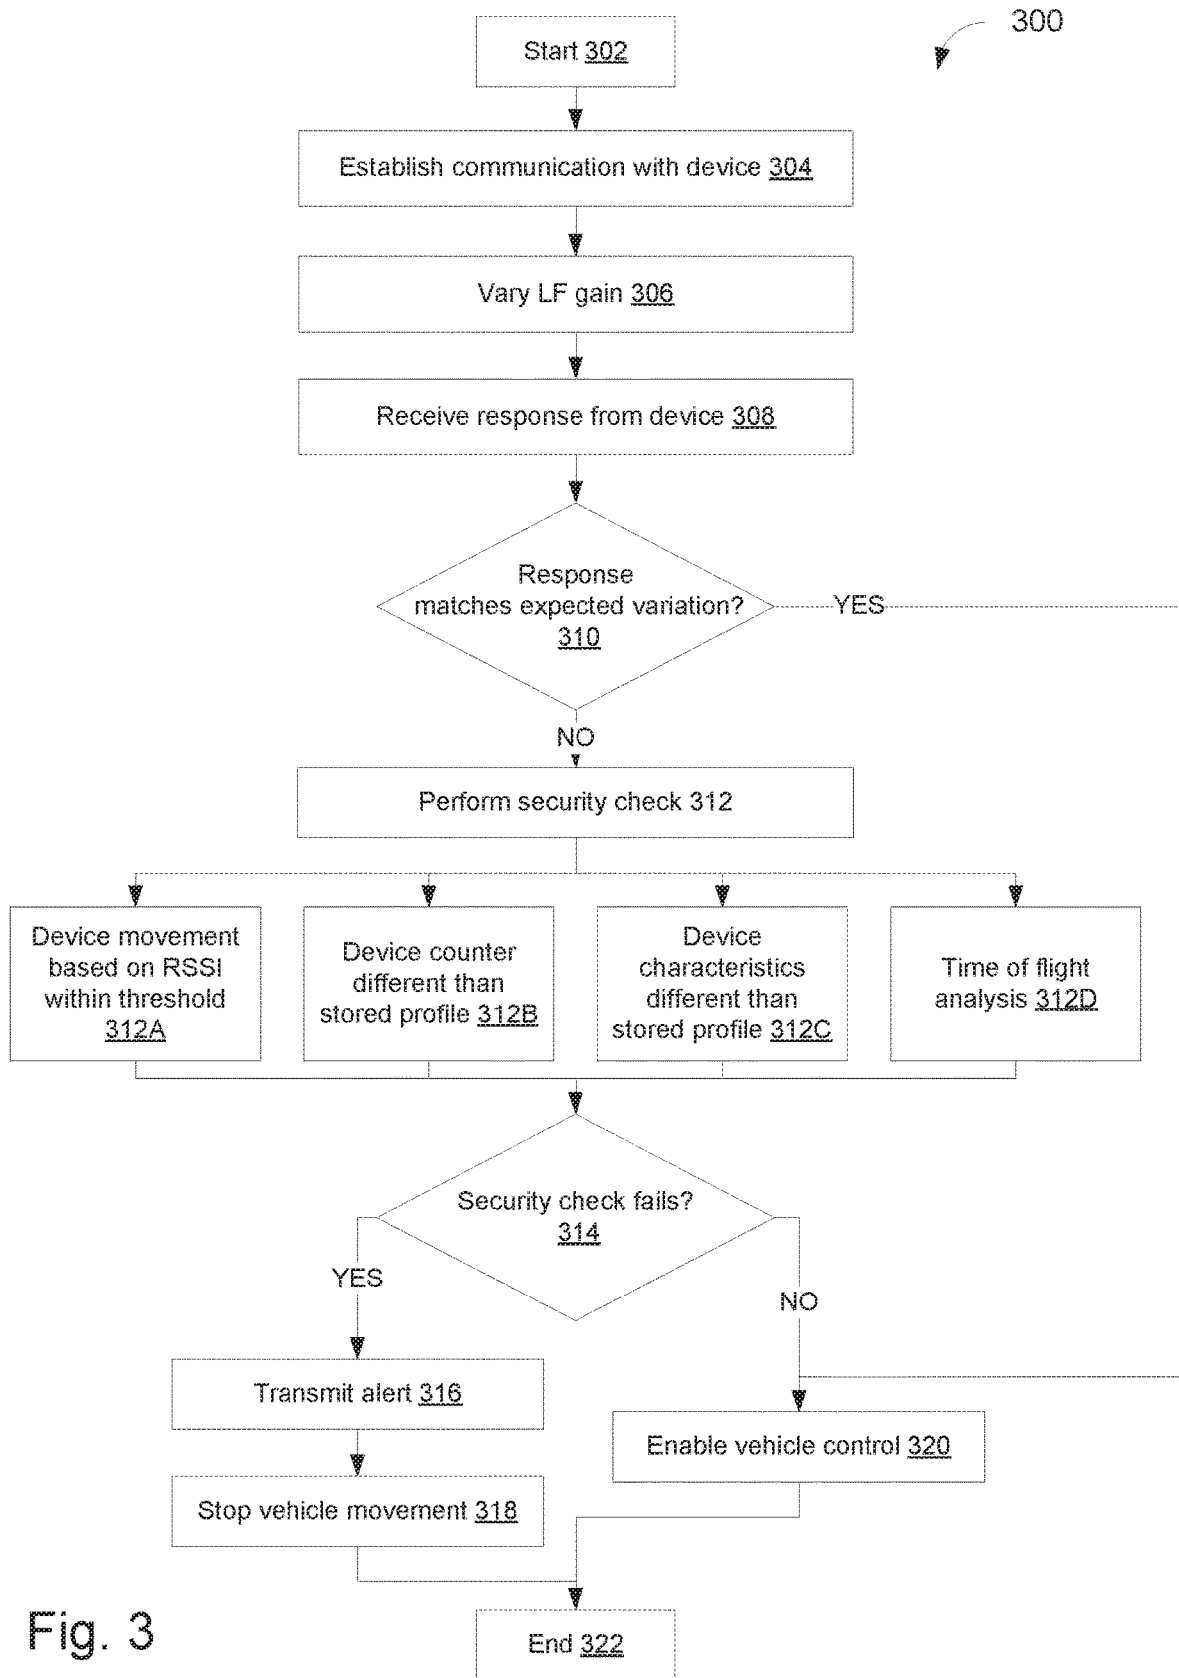 300
Start 302
Establish communication with device 304
Vary LF gain 306
Receive response from device 308
Response
matches expected variation?
310
YES
NO
Perform security check 312
Device movement
based on RSSI
within threshold
312A
Device counter
different than
stored profile 312B
Device
characteristics
different than
stored profile 312C
Time of flight
analysis 312D
Security check fails?
314
YES
NO
Transmit alert 316
Enable vehicle control 320
Stop vehicle movement 318
End 322
Fig. 3